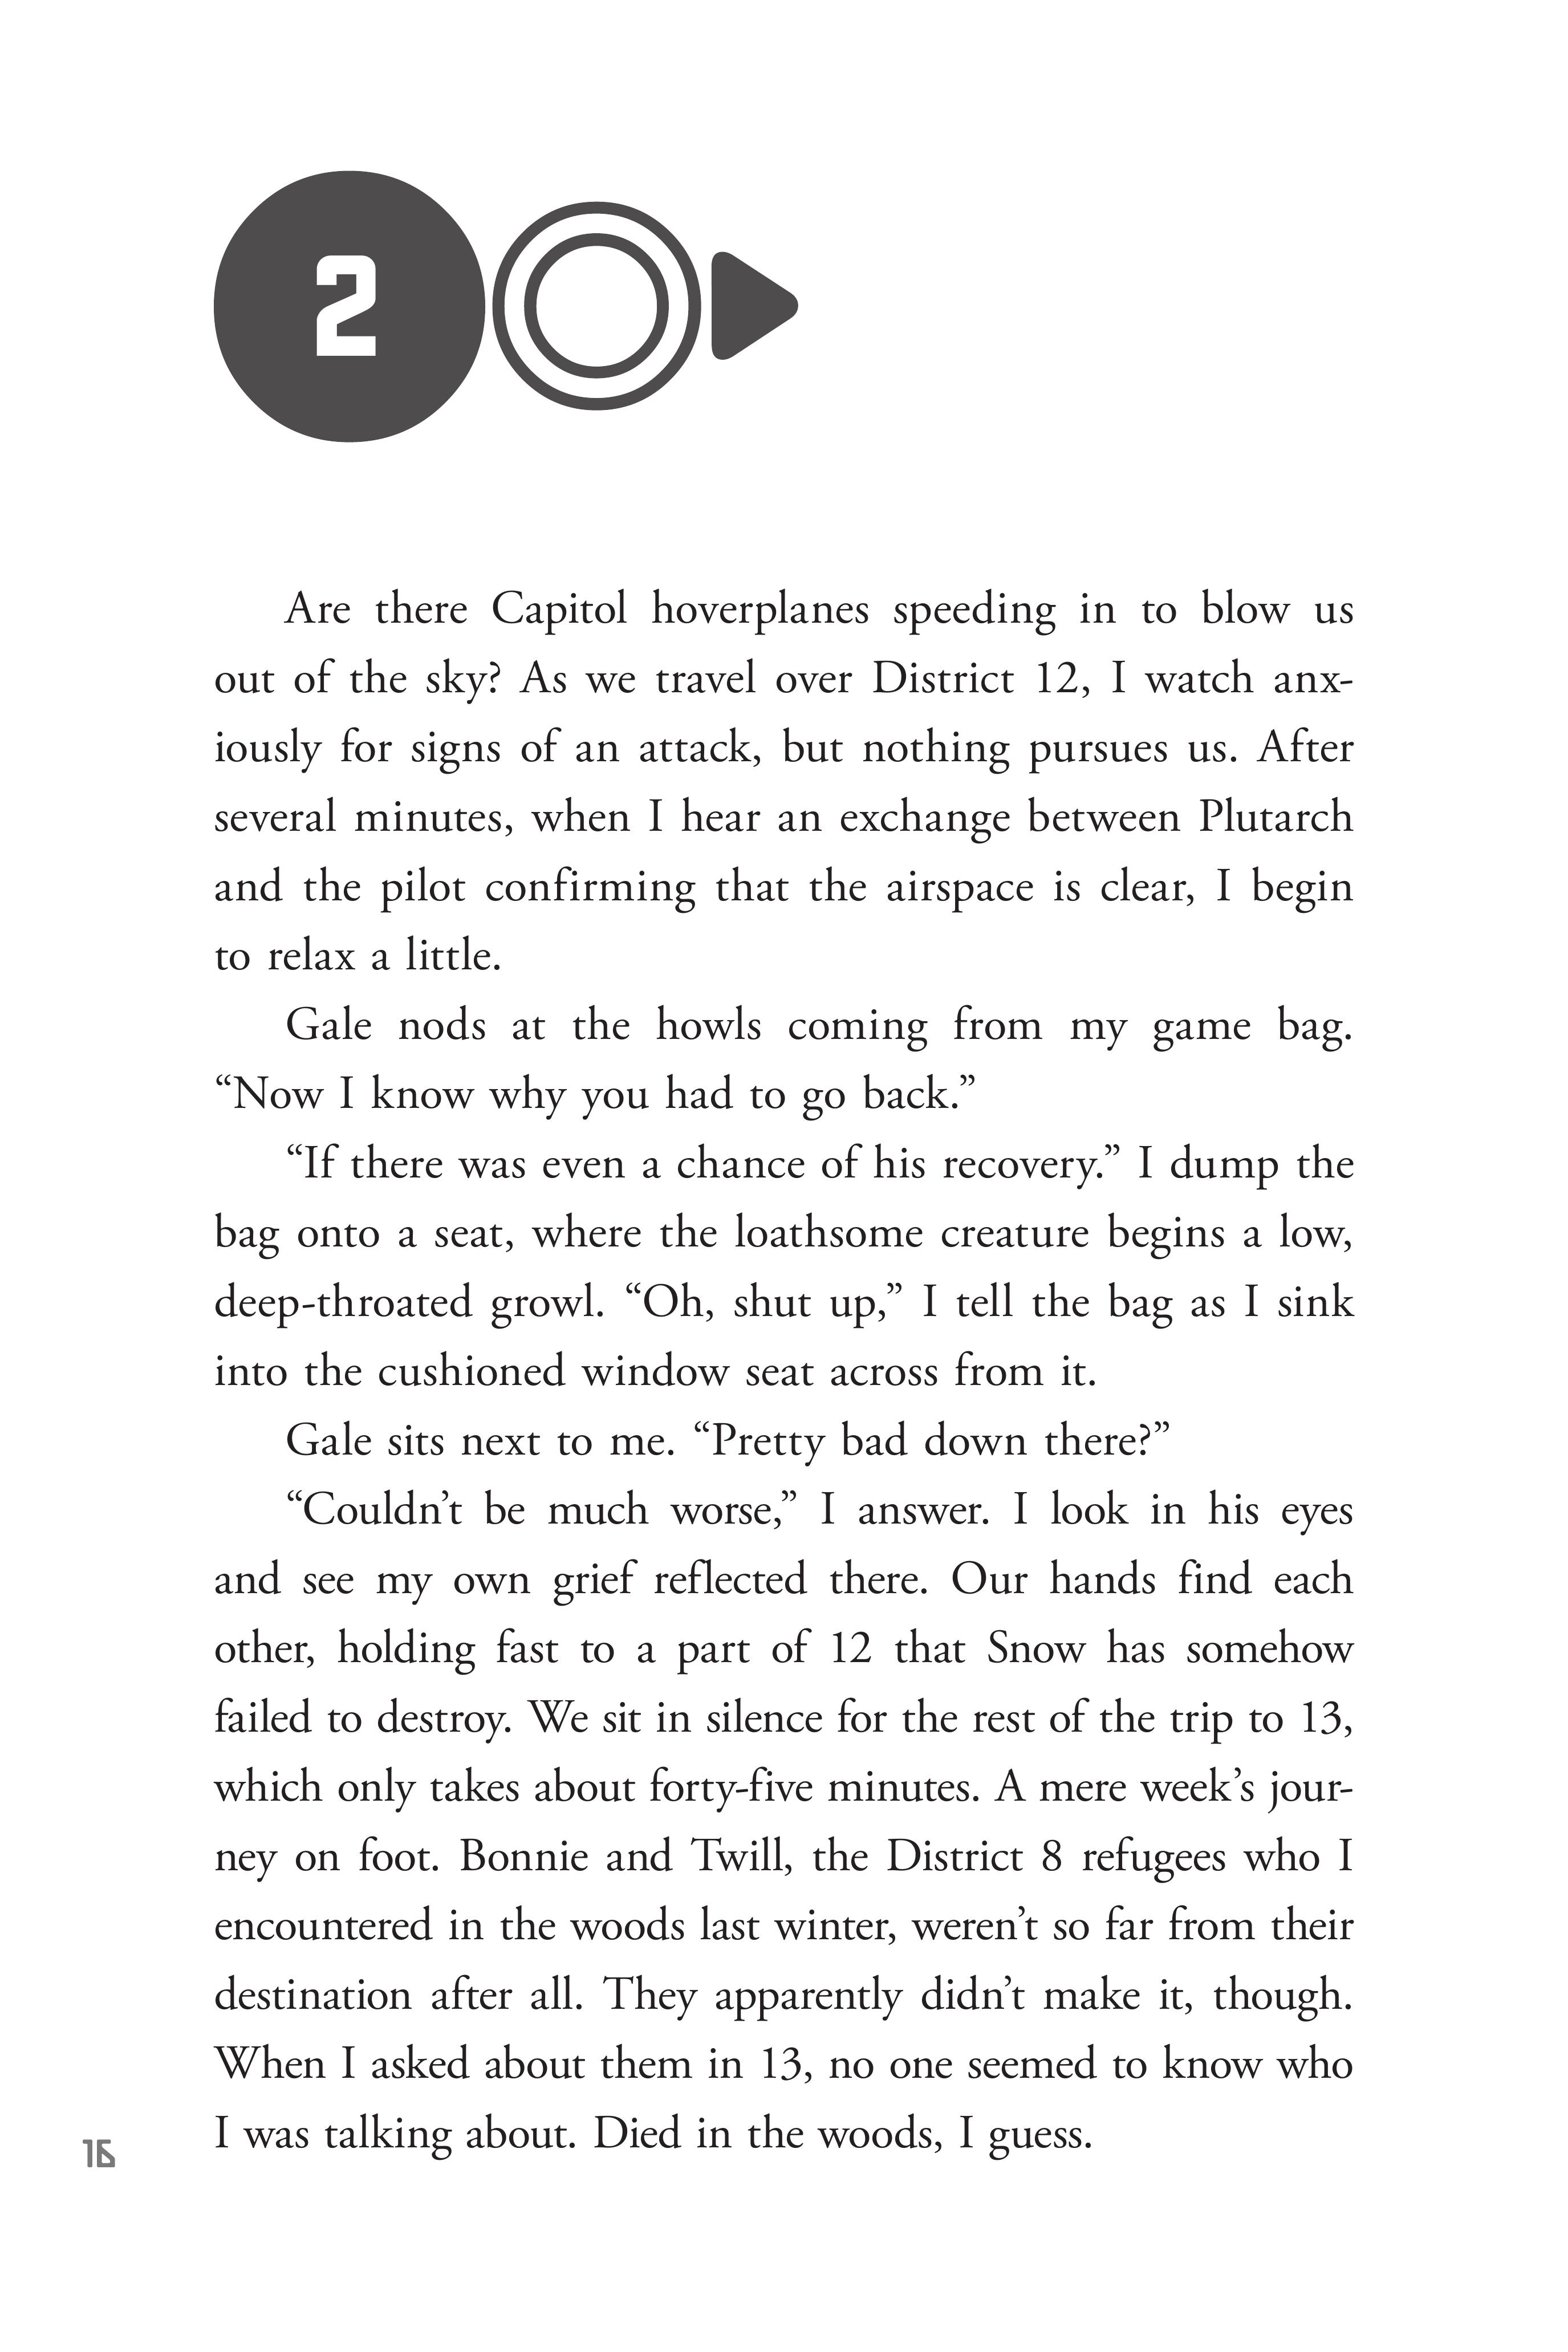 2
Are there Capitol hoverplanes speeding in to blow us
out of the sky? As we travel over District 12, I watch anx-
iously for signs of an attack, but nothing pursues us. After
several minutes, when I hear an exchange between Plutarch
and the pilot confirming that the airspace is clear, I begin
to relax a little.
Gale nods at the howls coming from my game bag.
“Now I know why you had to go back.”
“If there was even a chance of his recovery.” I dump the
bag onto a seat, where the loathsome creature begins a low,
deep-throated growl. “Oh, shut up,” I tell the bag as I sink
into the cushioned window seat across from it.
Gale sits next to me. “Pretty bad down there?”
“Couldn’t be much worse,” I answer. I look in his eyes
and see my own grief reflected there. Our hands find each
other, holding fast to a part of 12 that Snow has somehow
failed to destroy. We sit in silence for the rest of the trip to 13,
which only takes about forty-five minutes. A mere week’s jour-
ney on foot. Bonnie and Twill, the District 8 refugees who I
encountered in the woods last winter, weren’t so far from their
destination after all. They apparently didn’t make it, though.
When I asked about them in 13, no one seemed to know who
I was talking about. Died in the woods, I guess.
16